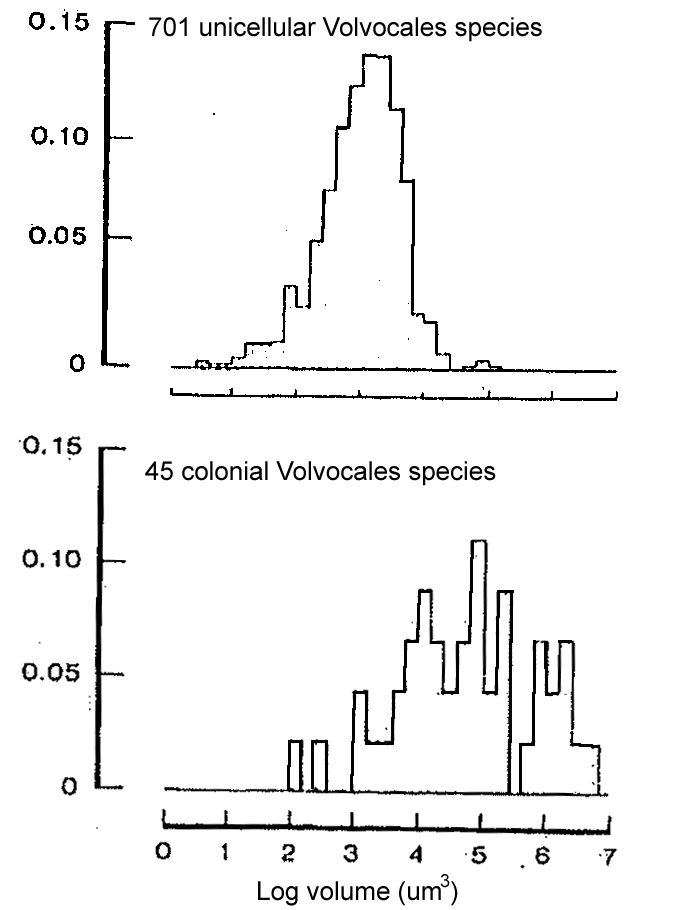 0.15
701 unicellular Volvocales species
0.10
0.05
0
0.15
45 colonial Volvocales species
0.10
0.05
0
0 1 2 3 4 5 6 7
Log volume (um³)